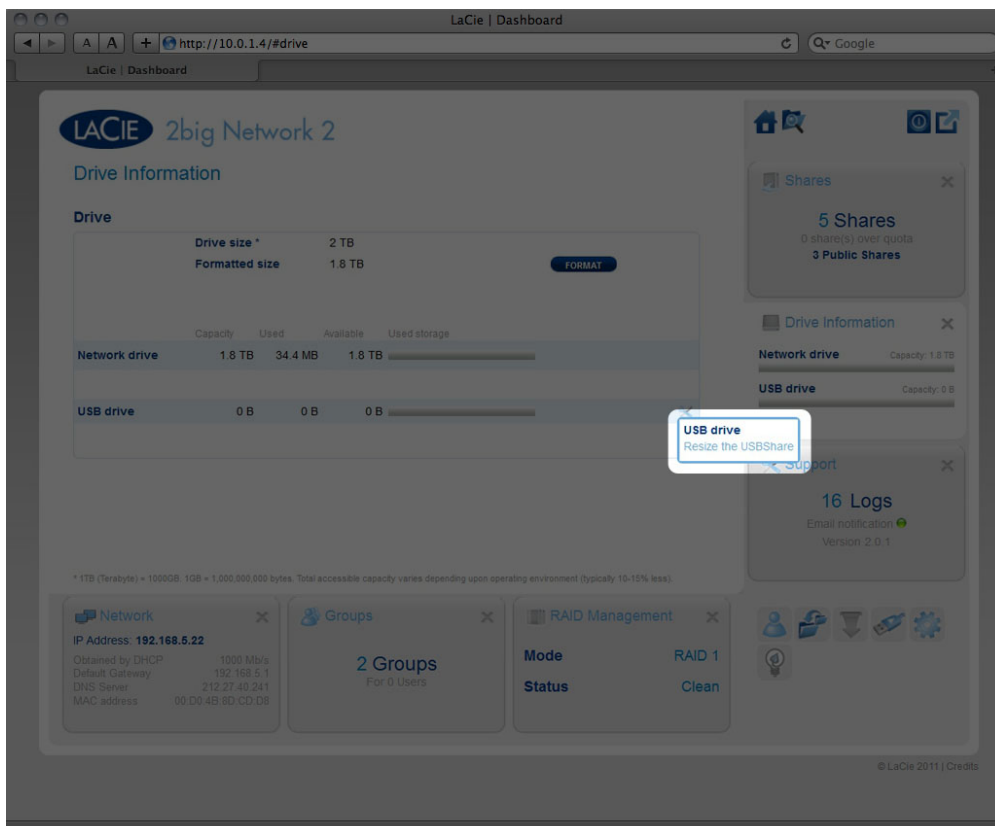 LaCie | Dashboard
A A + http://10.0.1.4/#drive
Google
LaCie | Dashboard
LACIE 2big Network 2
Drive Information
Drive
Drive size * 2 TB
Formatted size 1.8 TB FORMAT
Capacity Used Available Used storage
Network drive 1.8 TB 34.4 MB 1.8 TB
USB drive 0 B 0 B 0 B
USB drive
Resize the USBShare
* 1TB (Terabyte) = 1000GB. 1GB = 1,000,000,000 bytes. Total accessible capacity varies depending upon operating environment (typically 10-15% less).
Shares
5 Shares
0 share(s) over quota
3 Public Shares
Drive Information
Network drive Capacity: 1.8 TB
USB drive Capacity: 0 B
Support
16 Logs
Email notification
Version 2.0.1
Network
IP Address: 192.168.5.22
Obtained by DHCP 1000 Mb/s
Default Gateway 192.168.5.1
DNS Server 212.27.40.241
MAC address 00:D0:4B:8D:CD:D8
Groups
2 Groups
For 0 Users
RAID Management
Mode RAID 1
Status Clean
© LaCie 2011 | Credits